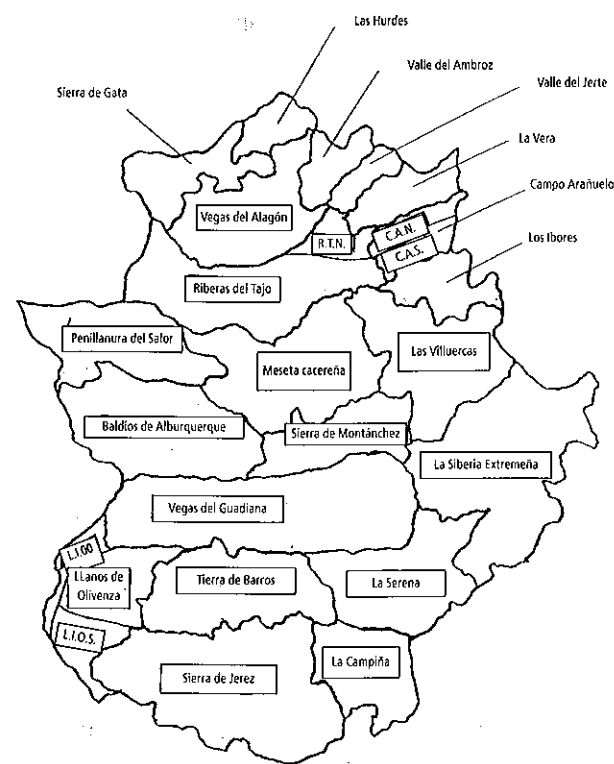 Las Hurdes
Valle del Ambroz
Valle del Jerte
Sierra de Gata
La Vera
Campo Arañuelo
Vegas del Alagón
C.A.N.
R.T.N.
C.A.S.
Los Ibores
Riberas del Tajo
Penillanura del Salor
Las Villuercas
Meseta cacereña
Baldíos de Alburquerque
Sierra de Montánchez
La Siberia Extremeña
Vegas del Guadiana
L.I.00
LLanos de
Olivenza
Tierra de Barros
La Serena
L.I.O.S.
La Campiña
Sierra de Jerez